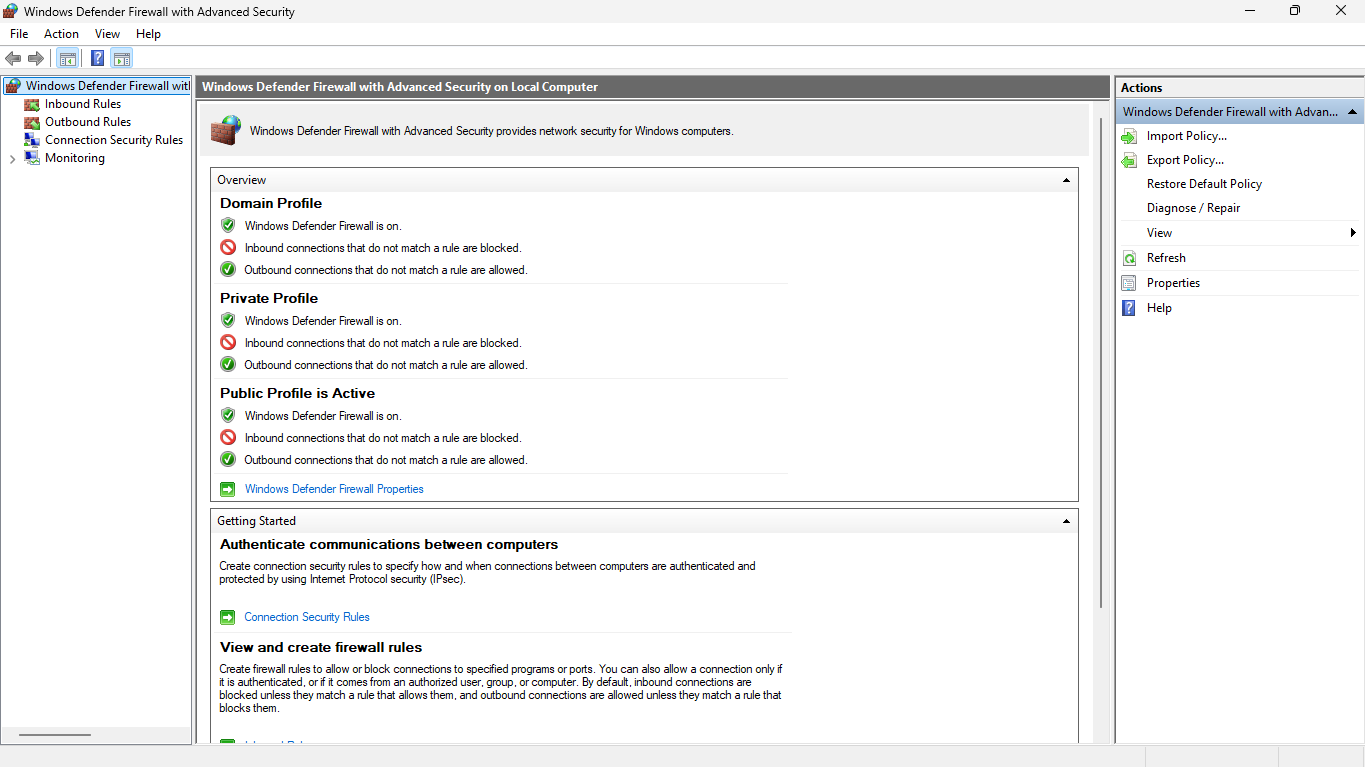 Windows Defender Firewall with Advanced Security
File Action View Help
Windows Defender Firewall wit
Inbound Rules
Outbound Rules
Connection Security Rules
Monitoring
Windows Defender Firewall with Advanced Security on Local Computer
Windows Defender Firewall with Advanced Security provides network security for Windows computers.
Overview
Domain Profile
Windows Defender Firewall is on.
Inbound connections that do not match a rule are blocked.
Outbound connections that do not match a rule are allowed.
Private Profile
Windows Defender Firewall is on.
Inbound connections that do not match a rule are blocked.
Outbound connections that do not match a rule are allowed.
Public Profile is Active
Windows Defender Firewall is on.
Inbound connections that do not match a rule are blocked.
Outbound connections that do not match a rule are allowed.
Windows Defender Firewall Properties
Getting Started
Authenticate communications between computers
Create connection security rules to specify how and when connections between computers are authenticated and
protected by using Internet Protocol security (IPsec).
Connection Security Rules
View and create firewall rules
Create firewall rules to allow or block connections to specified programs or ports. You can also allow a connection only if
it is authenticated, or if it comes from an authorized user, group, or computer. By default, inbound connections are
blocked unless they match a rule that allows them, and outbound connections are allowed unless they match a rule that
blocks them.
Actions
Windows Defender Firewall with Advan...
Import Policy...
Export Policy...
Restore Default Policy
Diagnose / Repair
View
Refresh
Properties
Help